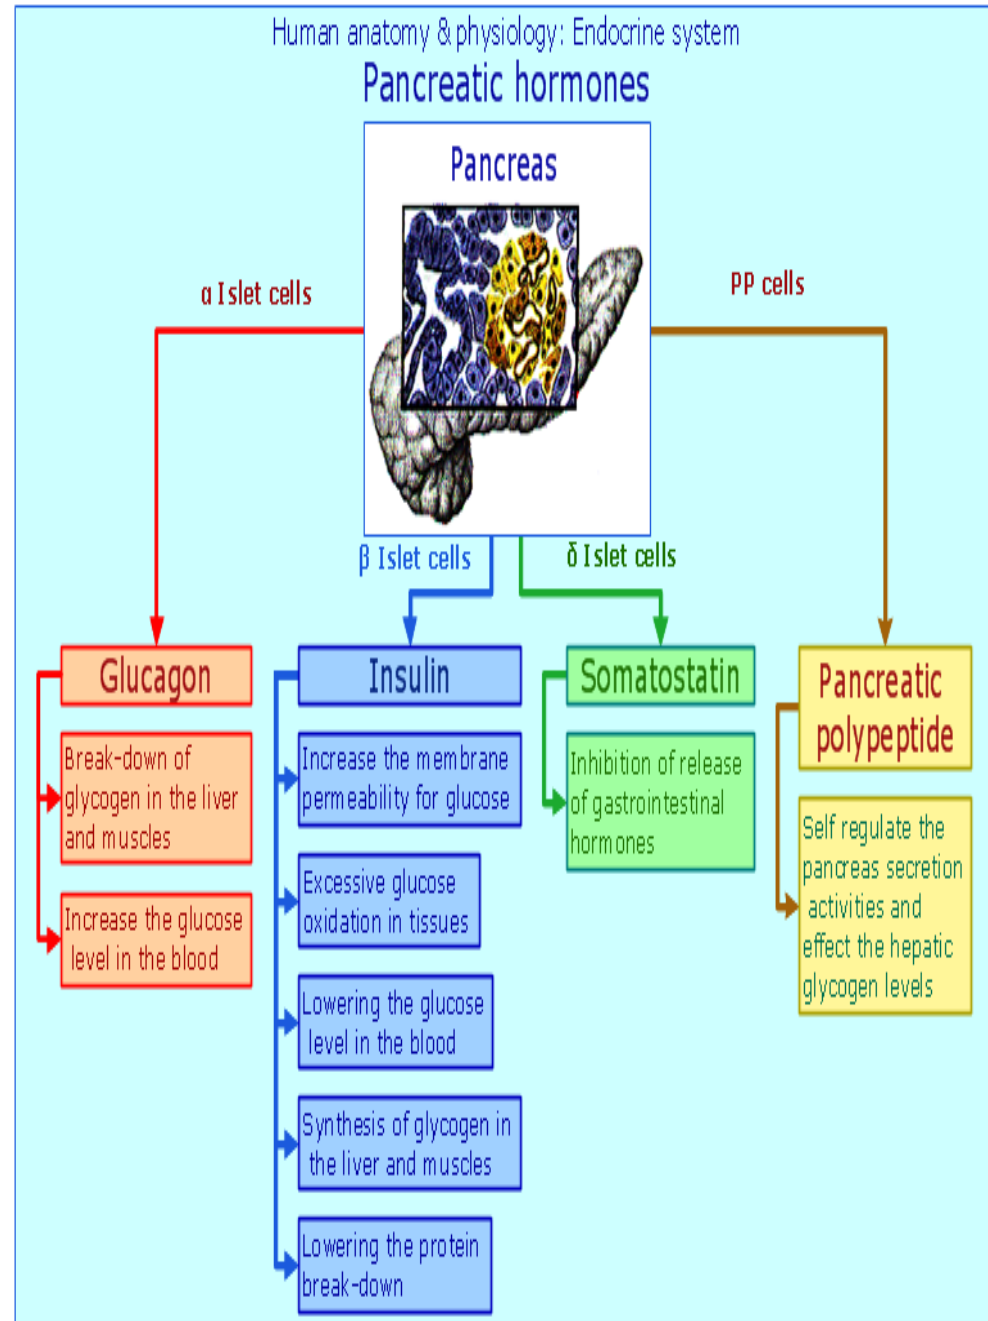 Human anatomy & physiology: Endocrine system
Pancreatic hormones
Pancreas
α Islet cells
PP cells
β Islet cells
δ Islet cells
Glucagon
Break-down of
glycogen in the liver
and muscles
Increase the glucose
level in the blood
Insulin
Increase the membrane
permeability for glucose
Excessive glucose
oxidation in tissues
Lowering the glucose
level in the blood
Synthesis of glycogen in
the liver and muscles
Lowering the protein
break-down
Somatostatin
Inhibition of release
of gastrointestinal
hormones
Pancreatic
polypeptide
Self regulate the
pancreas secretion
activities and
effect the hepatic
glycogen levels